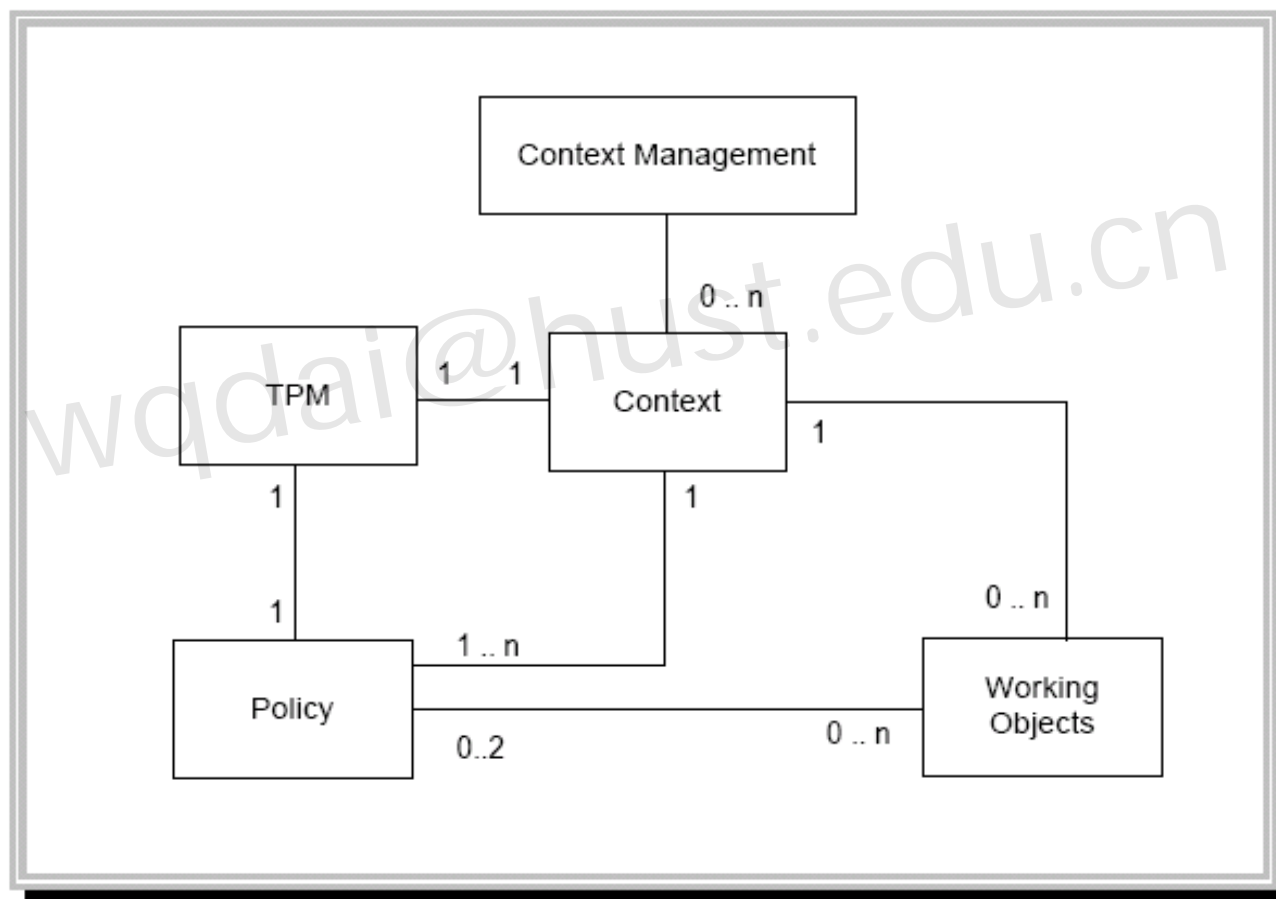 Context Management
0 .. n
TPM
1
1
Context
1
1
1
1
1 .. n
0 .. n
Policy
0..2
0 .. n
Working
Objects
wqdai@hust.edu.cn